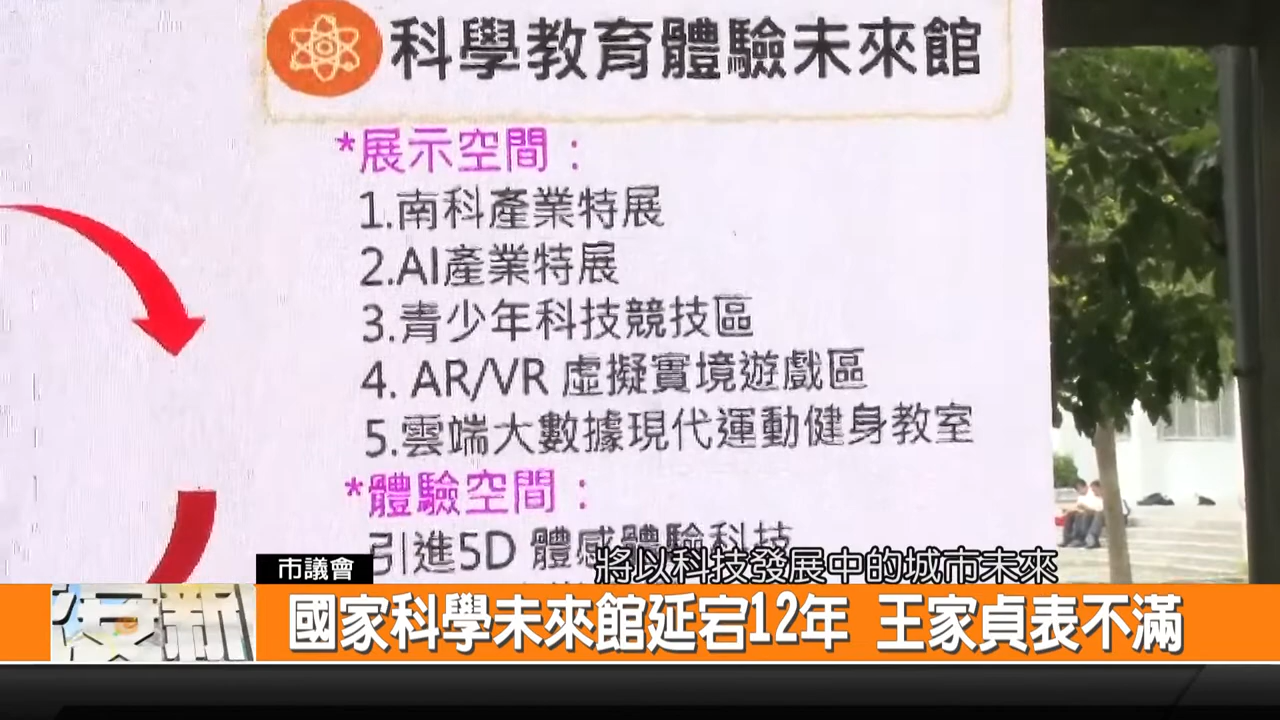 科學教育體驗未來館
*展示空間：
1.南科產業特展
2.AI產業特展
3.青少年科技競技區
4. AR/VR 虛擬實境遊戲區
5.雲端大數據現代運動健身教室
*體驗空間：
引進5D 體感體驗科技
將以科技發展中的城市未來
市議會
國家科學未來館延宕12年 王家貞表不滿